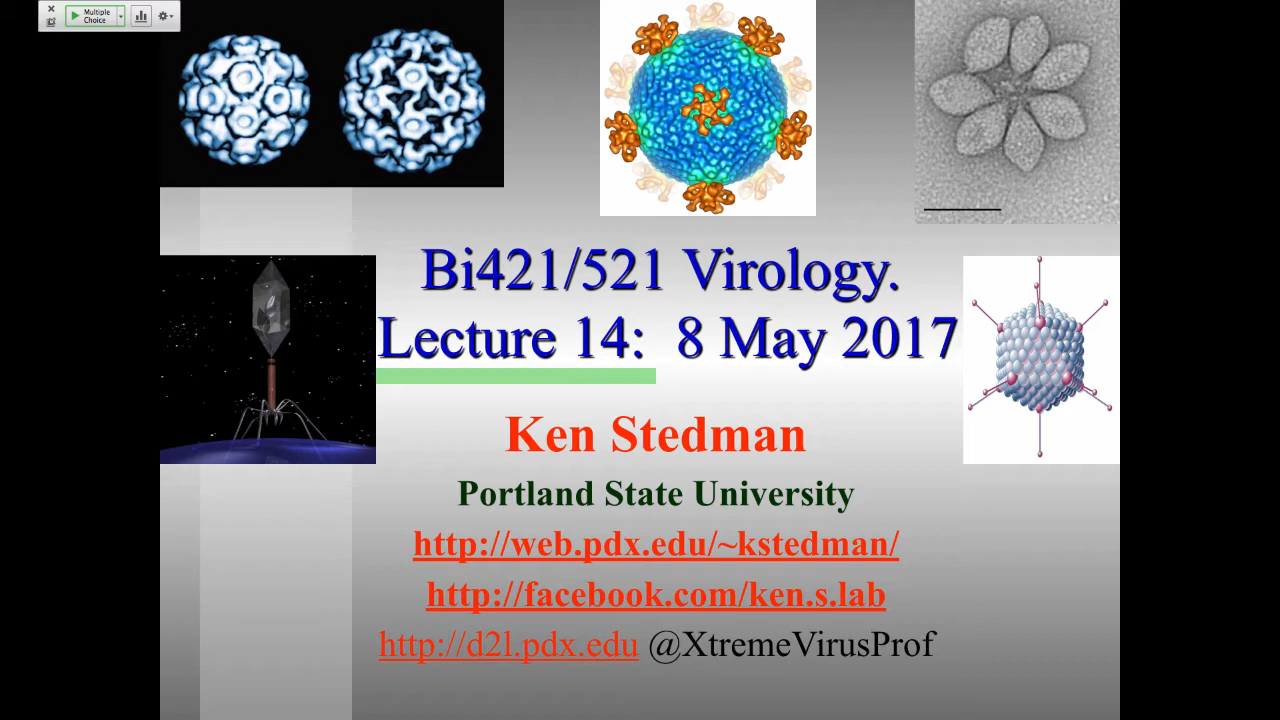 Multiple
Choice
Bi421/521 Virology.
Lecture 14: 8 May 2017
Ken Stedman
Portland State University
http://web.pdx.edu/~kstedman/
http://facebook.com/ken.s.lab
http://d2l.pdx.edu @XtremeVirusProf